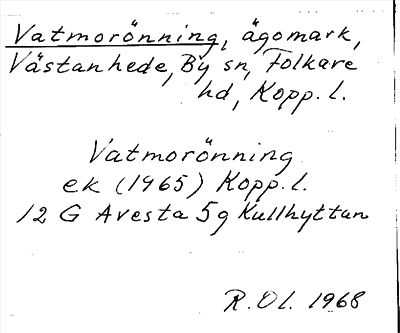 Vatmorönning, ägomark,
Västanhede, By sn, Folkare
hd, Kopp. l.
Vatmorönning
ek (1965) Kopp. l.
12 G Avesta 5g Kullhyttan
R. Ol. 1968